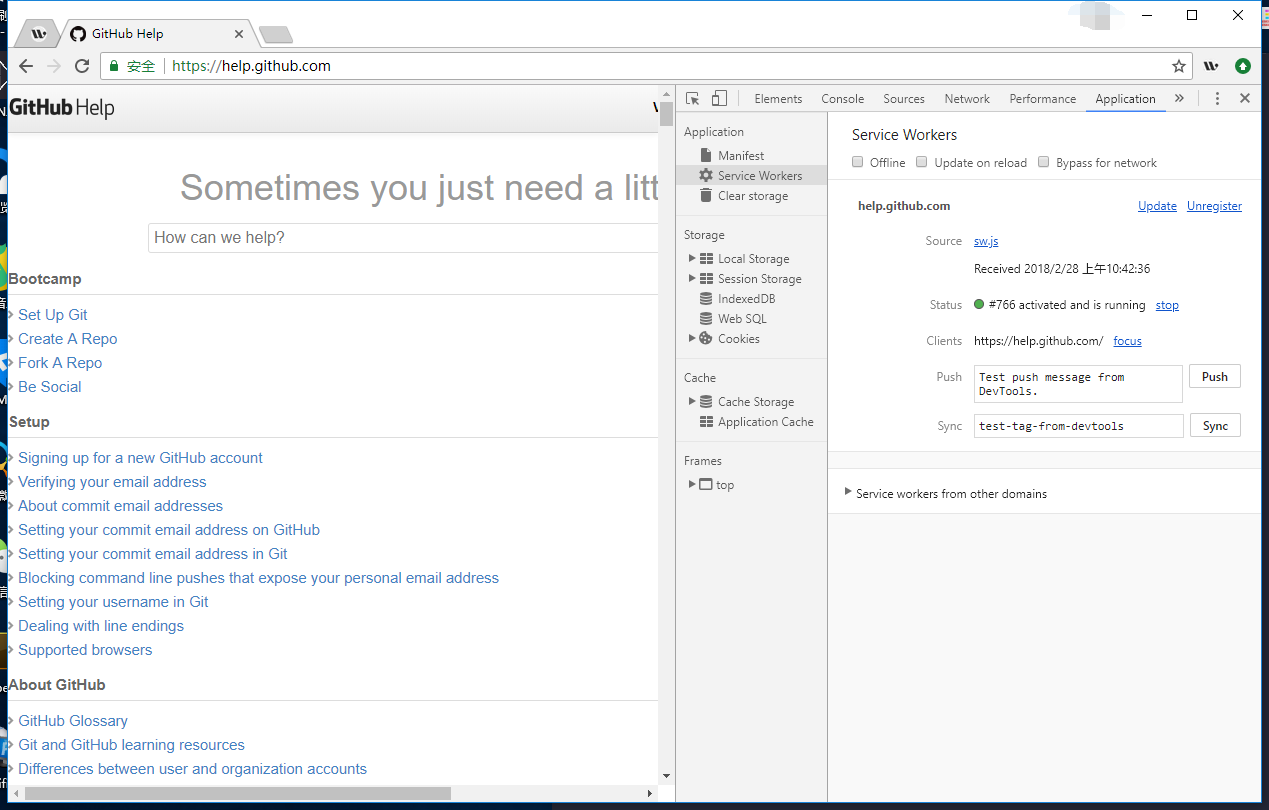 GitHub Help
安全
https://help.github.com
GitHub Help
Sometimes you just need a litt
How can we help?
Bootcamp
Set Up Git
Create A Repo
Fork A Repo
Be Social
Setup
Signing up for a new GitHub account
Verifying your email address
About commit email addresses
Setting your commit email address on GitHub
Setting your commit email address in Git
Blocking command line pushes that expose your personal email address
Setting your username in Git
Dealing with line endings
Supported browsers
About GitHub
GitHub Glossary
Git and GitHub learning resources
Differences between user and organization accounts
Elements Console Sources Network Performance Application
Application
Manifest
Service Workers
Clear storage
Storage
Local Storage
Session Storage
IndexedDB
Web SQL
Cookies
Cache
Cache Storage
Application Cache
Frames
top
Service Workers
Offline Update on reload Bypass for network
help.github.com Update Unregister
Source sw.js
Received 2018/2/28 上午10:42:36
Status #766 activated and is running stop
Clients https://help.github.com/ focus
Push Test push message from
DevTools. Push
Sync test-tag-from-devtools Sync
Service workers from other domains